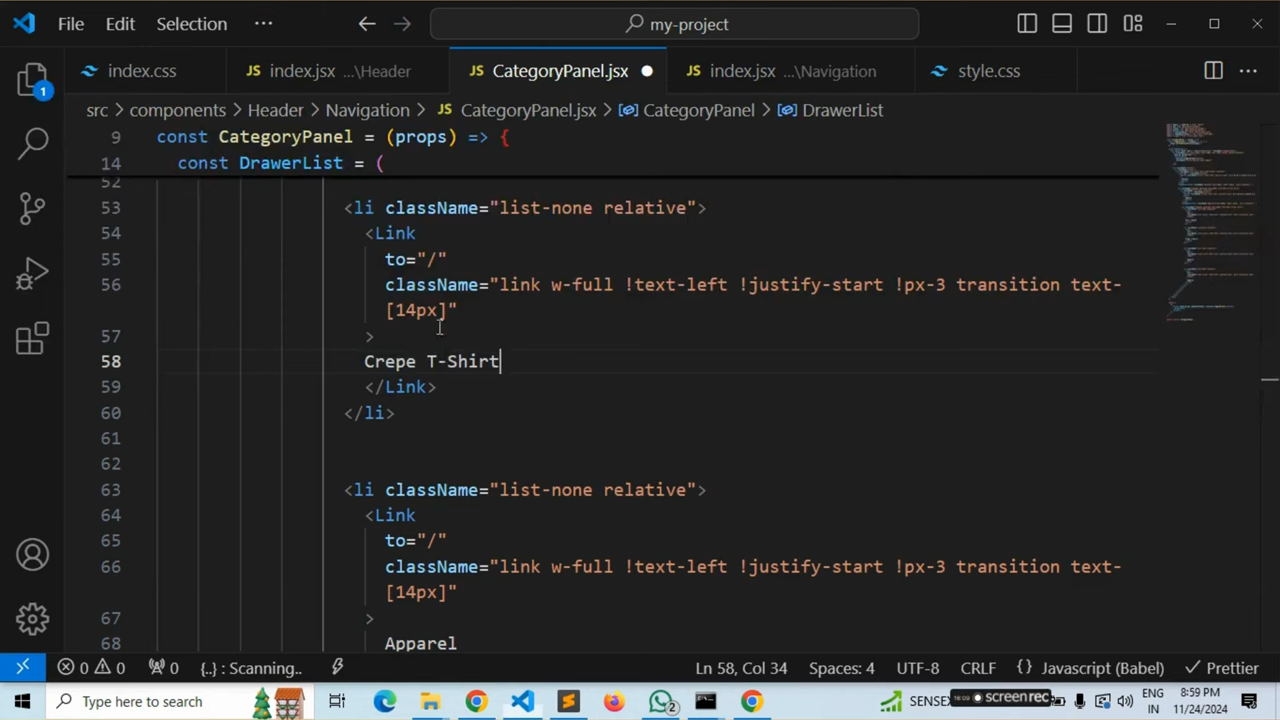 File Edit Selection ··· my-project
index.css index.jsx ...\Header CategoryPanel.jsx index.jsx ...\Navigation style.css ···
src > components > Header > Navigation > CategoryPanel.jsx > CategoryPanel > DrawerList
9 const CategoryPanel = (props) => {
14 const DrawerList = (
52
53 <li className="list-none relative">
54 <Link
55 to="/"
56 className="link w-full !text-left !justify-start !px-3 transition text-
[14px]"
57 >
58 Crepe T-Shirt
59 </Link>
60 </li>
61
62
63 <li className="list-none relative">
64 <Link
65 to="/"
66 className="link w-full !text-left !justify-start !px-3 transition text-
[14px]"
67 >
68 Apparel
0 0 0 {..} : Scanning.. Ln 58, Col 34 Spaces: 4 UTF-8 CRLF {} Javascript (Babel) Prettier
Type here to search SENSEX screenrec ENG 8:59 PM
IN 11/24/2024